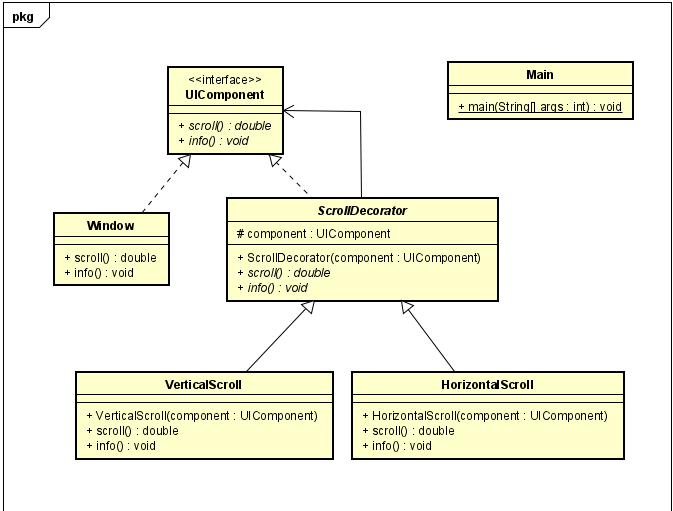 pkg
<<interface>>
UIComponent
+ scroll() : double
+ info() : void
Main
+ main(String[] args : int) : void
Window
+ scroll() : double
+ info() : void
ScrollDecorator
# component : UIComponent
+ ScrollDecorator(component : UIComponent)
+ scroll() : double
+ info() : void
VerticalScroll
+ VerticalScroll(component : UIComponent)
+ scroll() : double
+ info() : void
HorizontalScroll
+ HorizontalScroll(component : UIComponent)
+ scroll() : double
+ info() : void